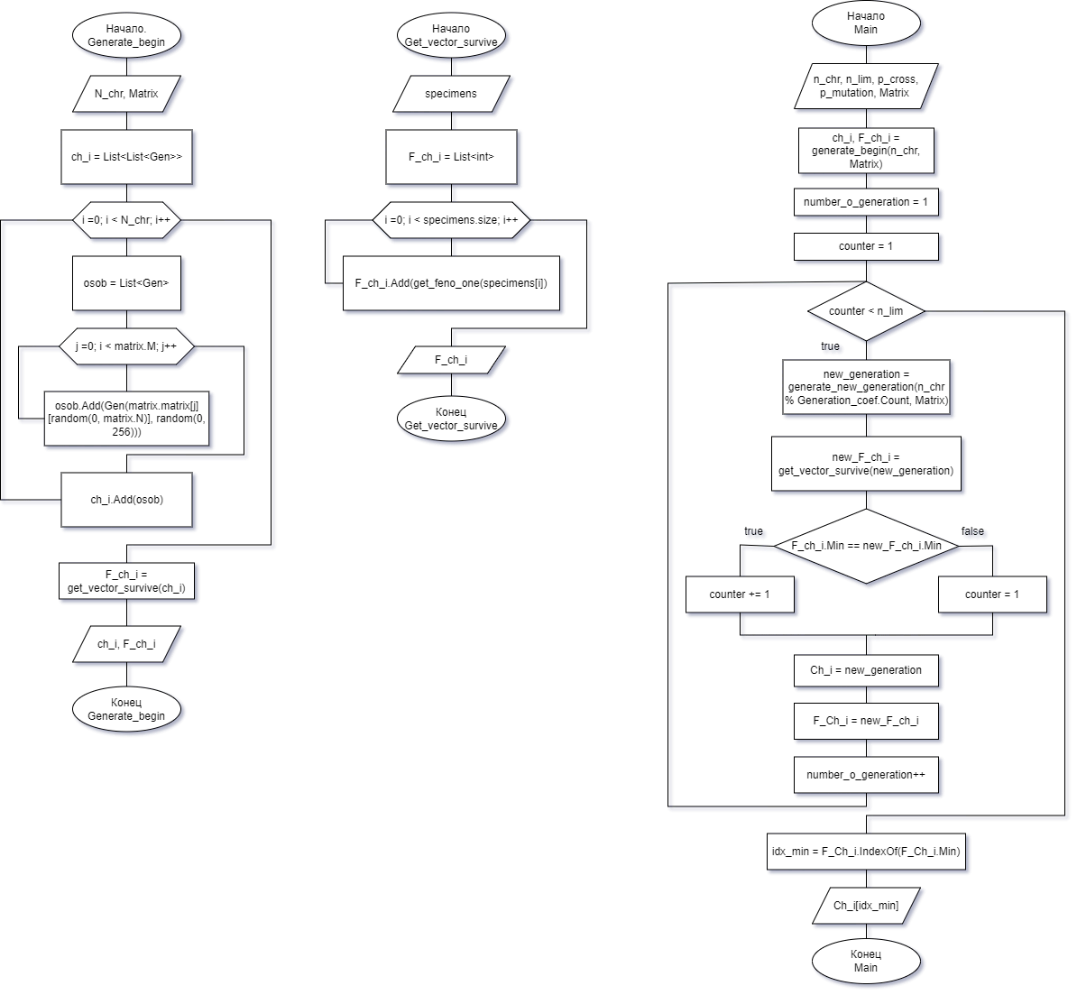 Начало.
Generate_begin
N_chr, Matrix
ch_i = List<List<Gen>>
i =0; i < N_chr; i++
osob = List<Gen>
j =0; i < matrix.M; j++
osob.Add(Gen(matrix.matrix[j]
[random(0, matrix.N)], random(0,
256)))
ch_i.Add(osob)
F_ch_i =
get_vector_survive(ch_i)
ch_i, F_ch_i
Конец
Generate_begin
Начало
Get_vector_survive
specimens
F_ch_i = List<int>
i =0; i < specimens.size; i++
F_ch_i.Add(get_feno_one(specimens[i])
F_ch_i
Конец
Get_vector_survive
Начало
Main
n_chr, n_lim, p_cross,
p_mutation, Matrix
ch_i, F_ch_i =
generate_begin(n_chr,
Matrix)
number_o_generation = 1
counter = 1
counter < n_lim
true
new_generation =
generate_new_generation(n_chr
% Generation_coef.Count, Matrix)
new_F_ch_i =
get_vector_survive(new_generation)
true
false
F_ch_i.Min == new_F_ch_i.Min
counter += 1
counter = 1
Ch_i = new_generation
F_Ch_i = new_F_ch_i
number_o_generation++
idx_min = F_Ch_i.IndexOf(F_Ch_i.Min)
Ch_i[idx_min]
Конец
Main